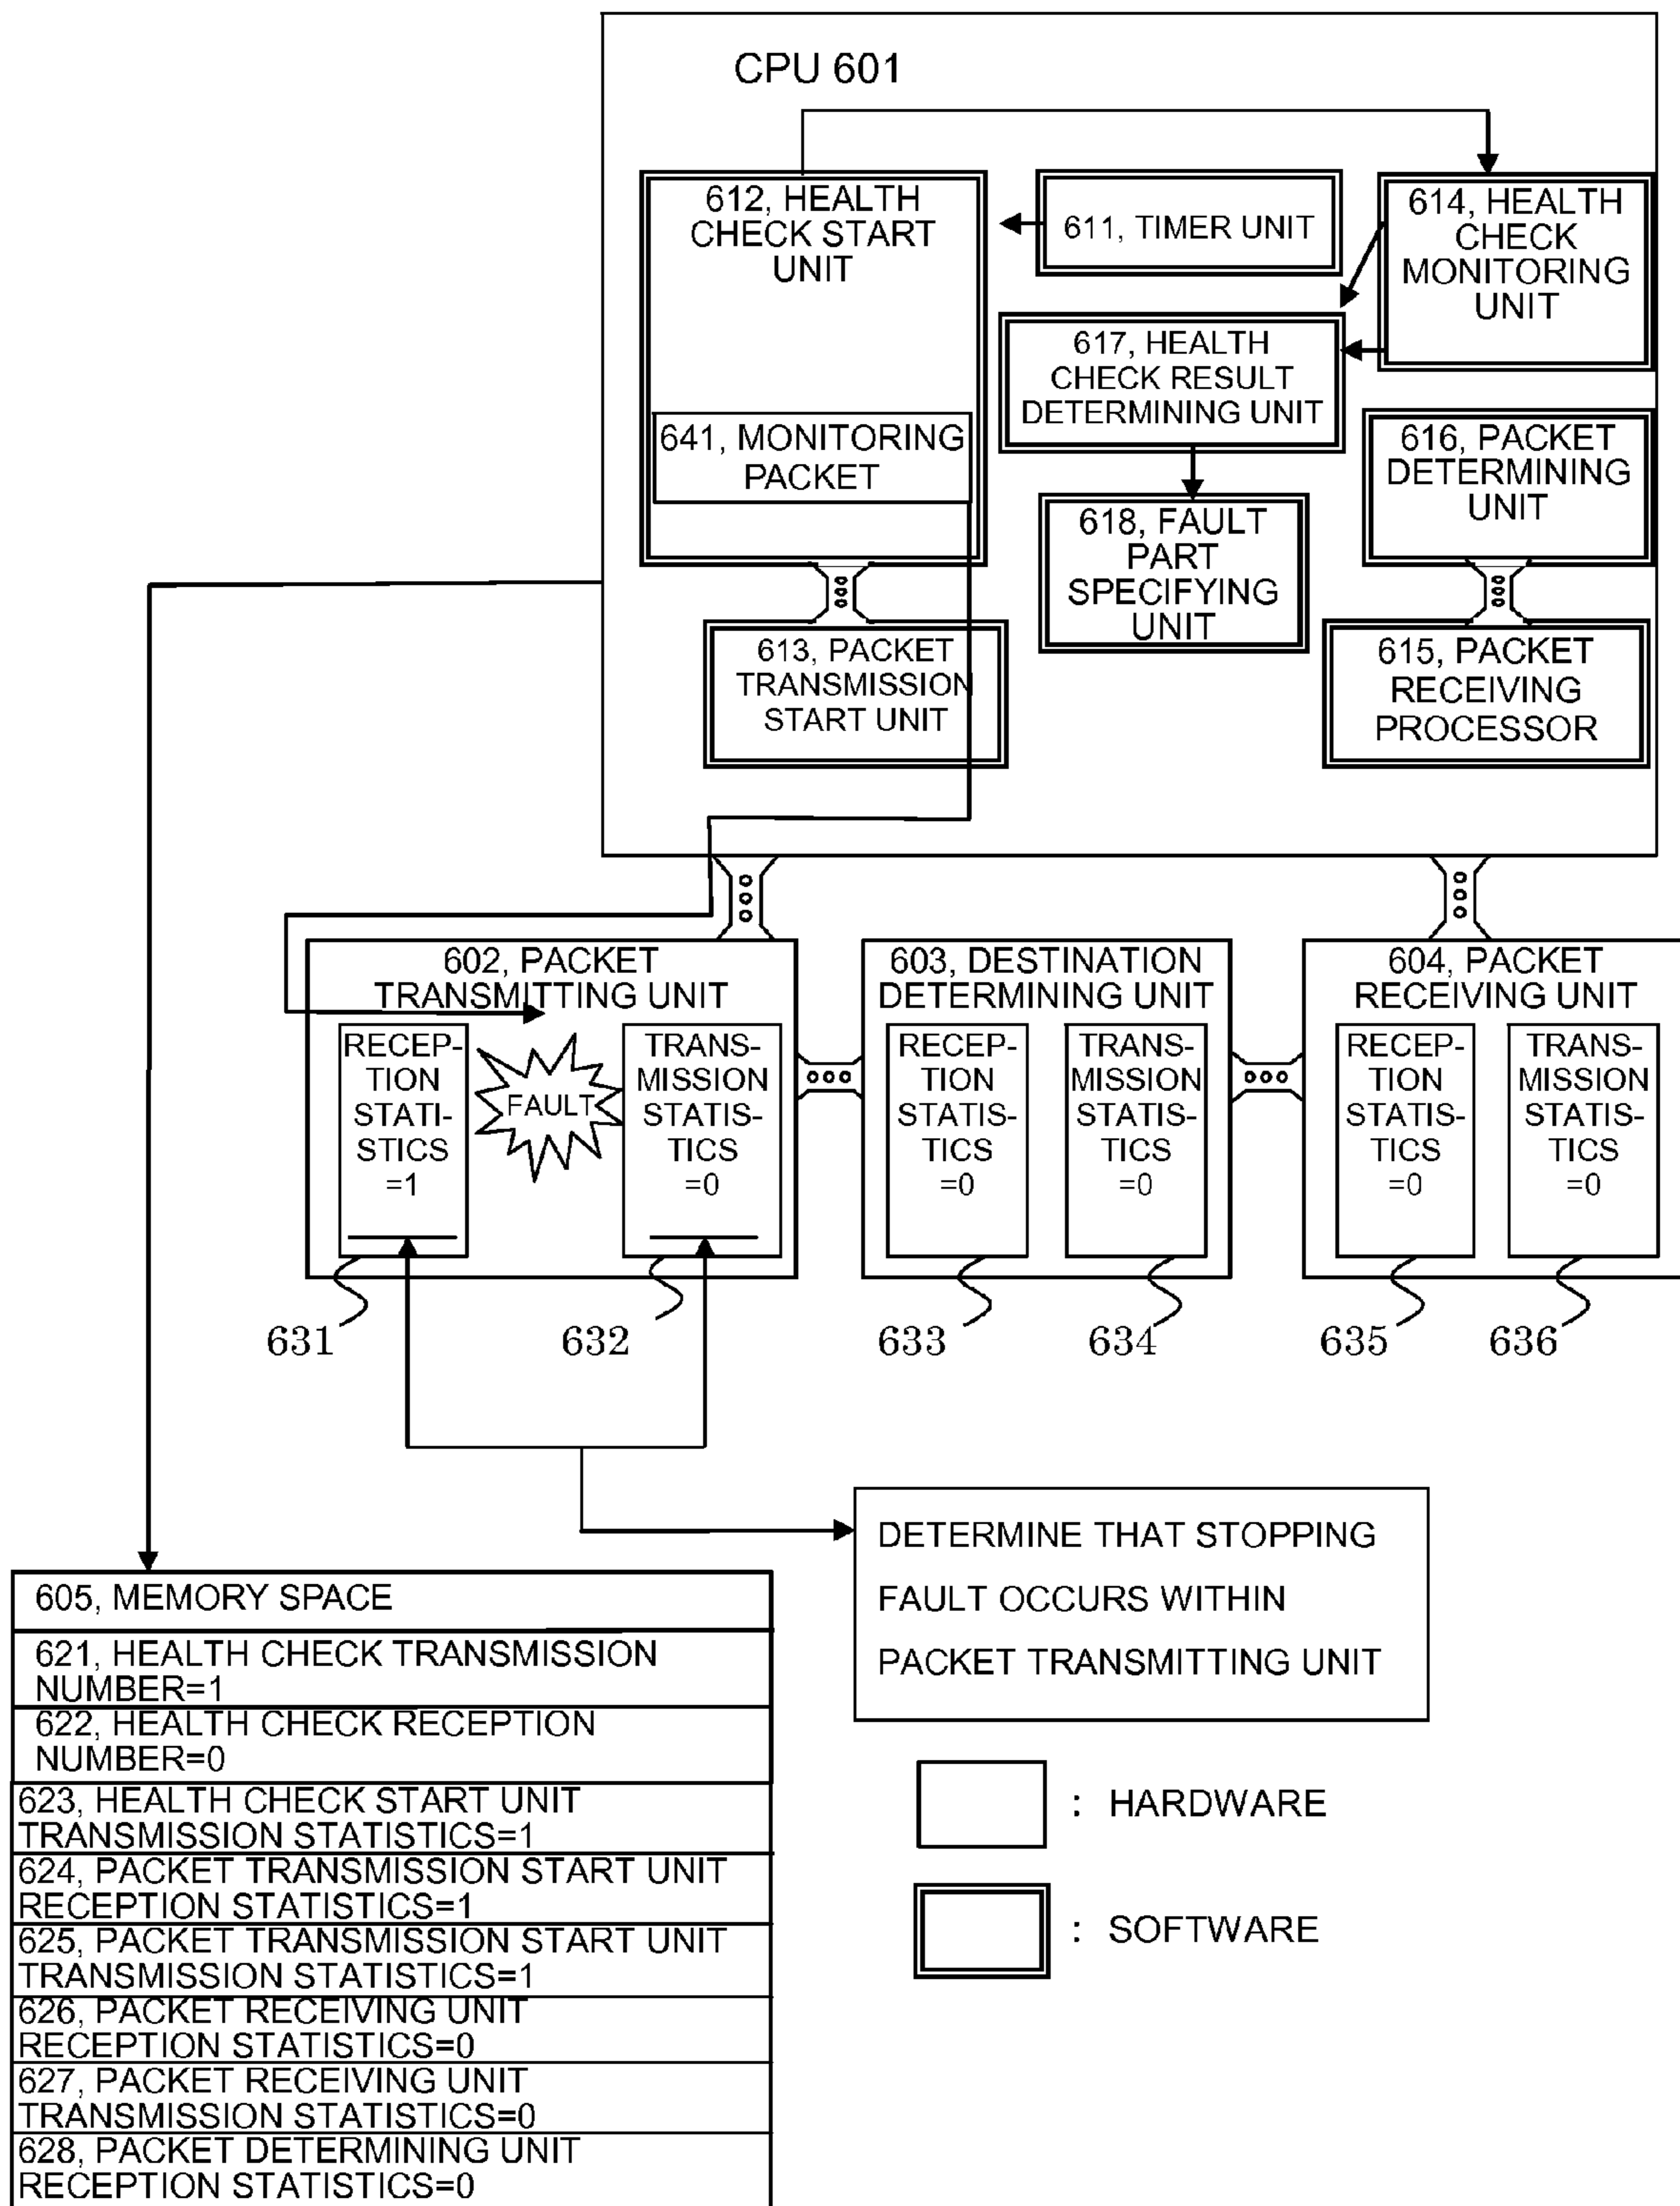 CPU 601
612, HEALTH
CHECK START
UNIT
611, TIMER UNIT
614, HEALTH
CHECK
MONITORING
UNIT
617, HEALTH
CHECK RESULT
DETERMINING UNIT
641, MONITORING
PACKET
616, PACKET
DETERMINING
UNIT
618, FAULT
PART
SPECIFYING
UNIT
613, PACKET
TRANSMISSION
START UNIT
615, PACKET
RECEIVING
PROCESSOR
602, PACKET
TRANSMITTING UNIT
RECEP-
TION
STATI-
STICS
=1
FAULT
TRANS-
MISSION
STATIS-
TICS
=0
603, DESTINATION
DETERMINING UNIT
RECEP-
TION
STATIS-
TICS
=0
TRANS-
MISSION
STATIS-
TICS
=0
604, PACKET
RECEIVING UNIT
RECEP-
TION
STATIS-
TICS
=0
TRANS-
MISSION
STATIS-
TICS
=0
631
632
633
634
635
636
DETERMINE THAT STOPPING
FAULT OCCURS WITHIN
PACKET TRANSMITTING UNIT
605, MEMORY SPACE
621, HEALTH CHECK TRANSMISSION
NUMBER=1
622, HEALTH CHECK RECEPTION
NUMBER=0
623, HEALTH CHECK START UNIT
TRANSMISSION STATISTICS=1
624, PACKET TRANSMISSION START UNIT
RECEPTION STATISTICS=1
625, PACKET TRANSMISSION START UNIT
TRANSMISSION STATISTICS=1
626, PACKET RECEIVING UNIT
RECEPTION STATISTICS=0
627, PACKET RECEIVING UNIT
TRANSMISSION STATISTICS=0
628, PACKET DETERMINING UNIT
RECEPTION STATISTICS=0
: HARDWARE
: SOFTWARE